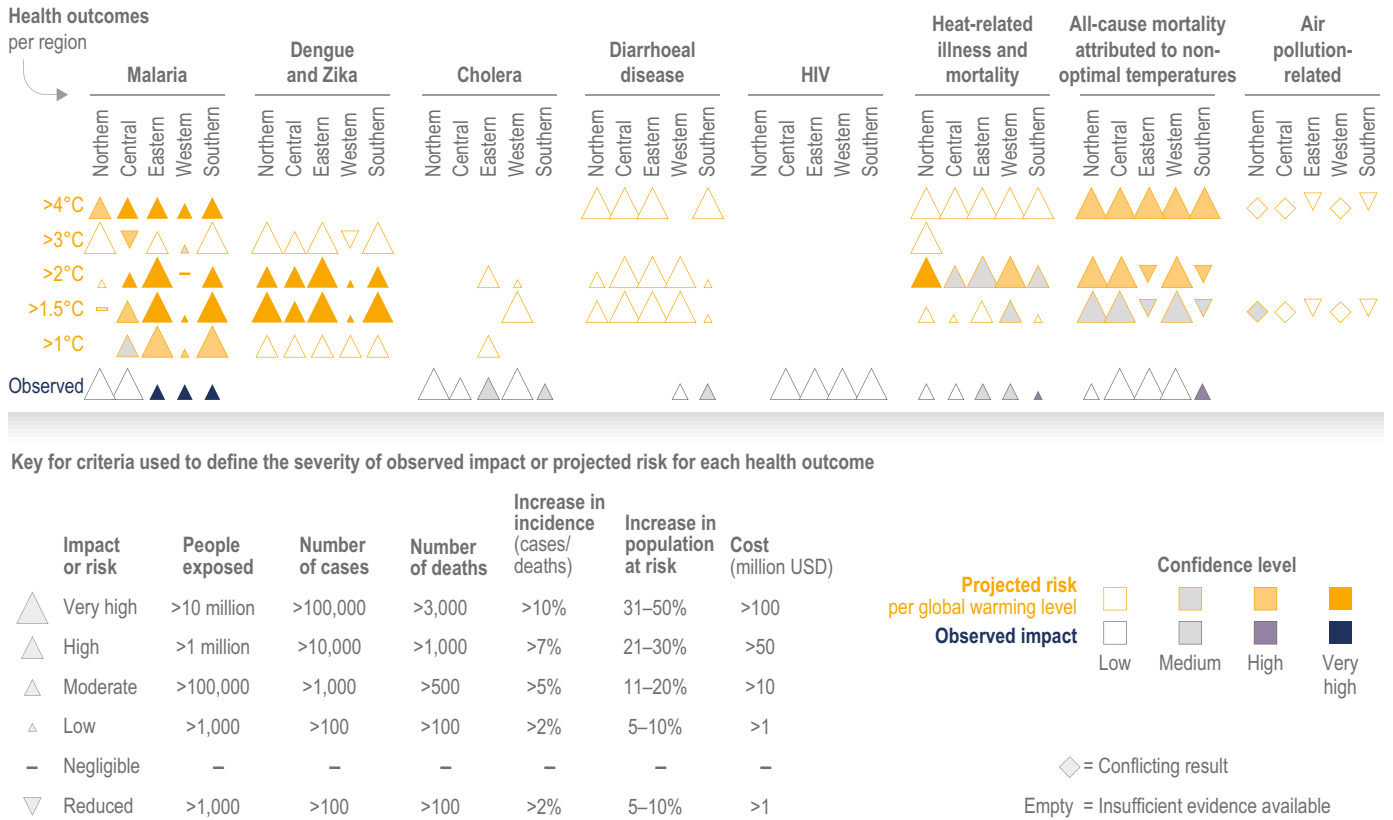 Health outcomes
per region
Malaria
Dengue
and Zika
Cholera
Diarrhoeal
disease
HIV
Heat-related
illness and
mortality
All-cause mortality
attributed to non-
optimal temperatures
Air
pollution-
related
Northern Central Eastern Western Southern
Northern Central Eastern Western Southern
Northern Central Eastern Western Southern
Northern Central Eastern Western Southern
Northern Central Eastern Western Southern
Northern Central Eastern Western Southern
Northern Central Eastern Western Southern
Northern Central Eastern Western Southern
>4°C
>3°C
>2°C
>1.5°C
>1°C
Observed
Key for criteria used to define the severity of observed impact or projected risk for each health outcome
Impact
or risk
People
exposed
Number
of cases
Number
of deaths
Increase in
incidence
(cases/
deaths)
Increase in
population
at risk
Cost
(million USD)
Very high >10 million >100,000 >3,000 >10% 31–50% >100
High >1 million >10,000 >1,000 >7% 21–30% >50
Moderate >100,000 >1,000 >500 >5% 11–20% >10
Low >1,000 >100 >100 >2% 5–10% >1
– Negligible – – – – – –
Reduced >1,000 >100 >100 >2% 5–10% >1
Confidence level
Projected risk
per global warming level
Observed impact
Low Medium High Very
high
= Conflicting result
Empty = Insufficient evidence available